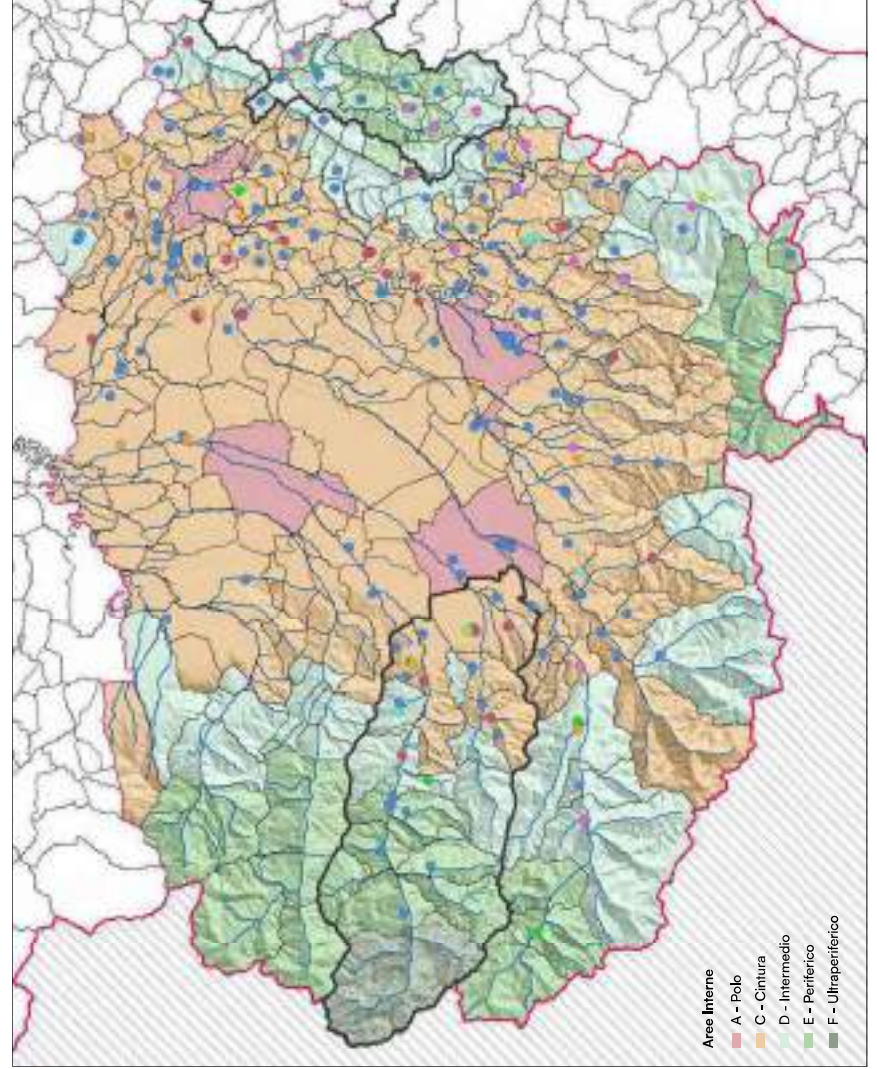 Aree Interne
A - Polo
C - Cintura
D - Intermedio
E - Periferico
F - Ultraperiferico